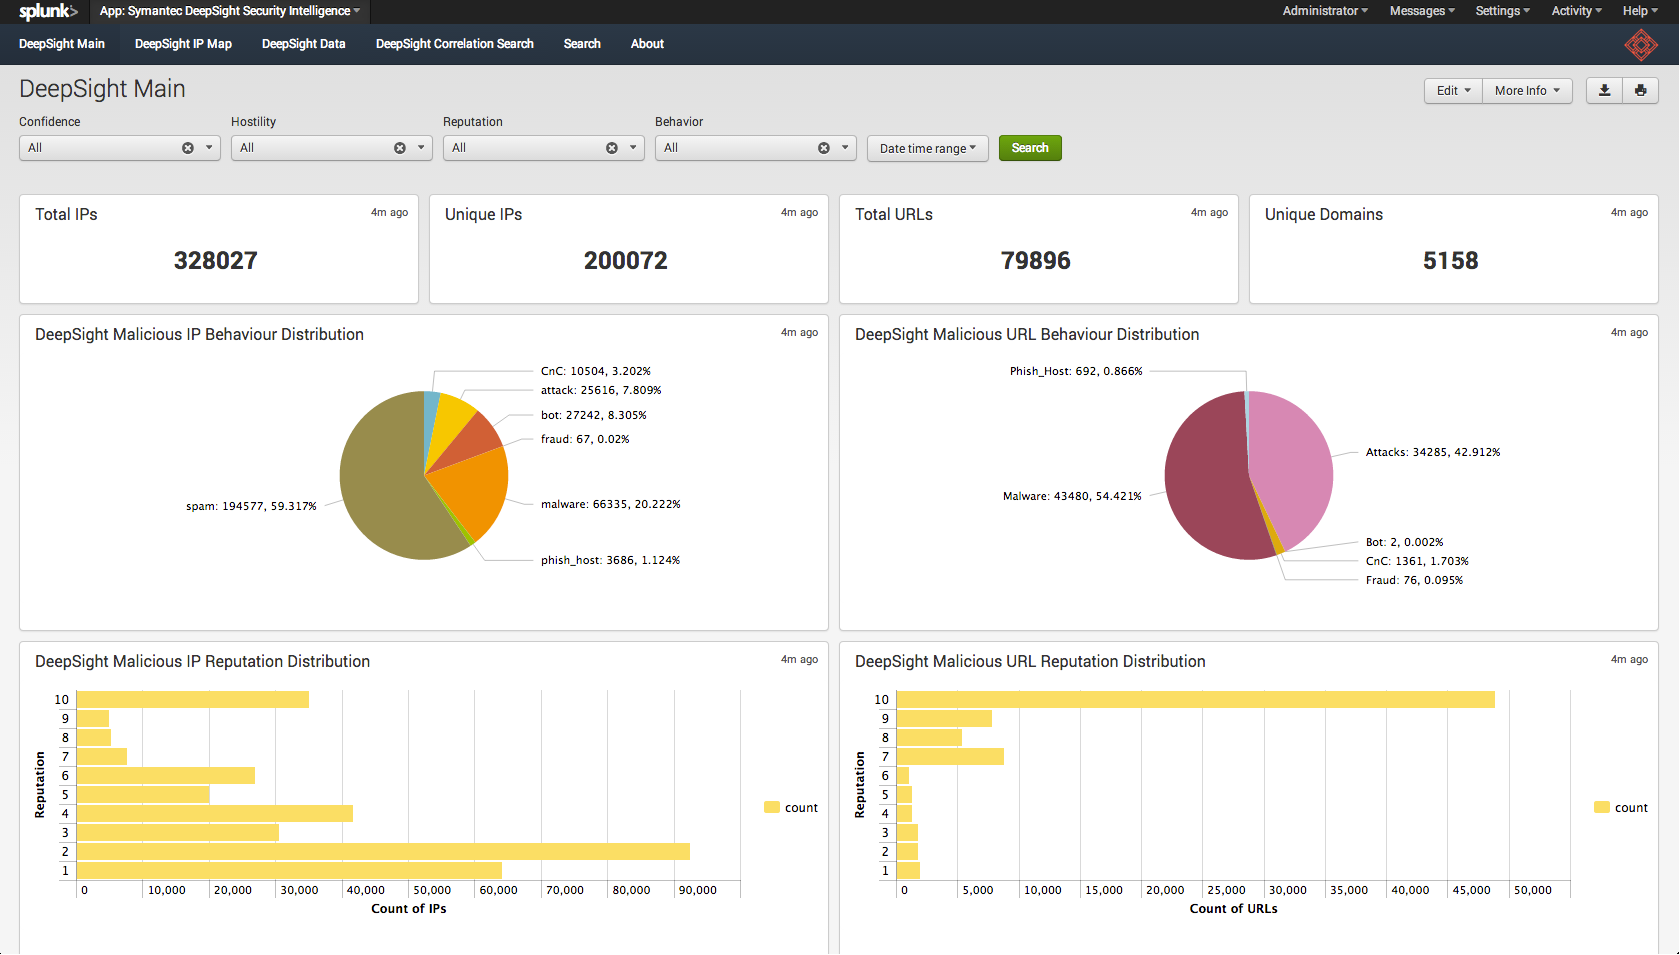 splunk> App: Symantec DeepSight Security Intelligence Administrator Messages Settings Activity Help
DeepSight Main DeepSight IP Map DeepSight Data DeepSight Correlation Search Search About
DeepSight Main
Edit More Info
Confidence Hostility Reputation Behavior
All All All All Date time range Search
Total IPs 4m ago
328027
Unique IPs 4m ago
200072
Total URLs 4m ago
79896
Unique Domains 4m ago
5158
DeepSight Malicious IP Behaviour Distribution 4m ago
CnC: 10504, 3.202%
attack: 25616, 7.809%
bot: 27242, 8.305%
fraud: 67, 0.02%
malware: 66335, 20.222%
spam: 194577, 59.317%
phish_host: 3686, 1.124%
DeepSight Malicious URL Behaviour Distribution 4m ago
Phish_Host: 692, 0.866%
Attacks: 34285, 42.912%
Malware: 43480, 54.421%
Bot: 2, 0.002%
CnC: 1361, 1.703%
Fraud: 76, 0.095%
DeepSight Malicious IP Reputation Distribution 4m ago
Reputation
10
9
8
7
6
5
4
3
2
1
count
0 10,000 20,000 30,000 40,000 50,000 60,000 70,000 80,000 90,000
Count of IPs
DeepSight Malicious URL Reputation Distribution 4m ago
Reputation
10
9
8
7
6
5
4
3
2
1
count
0 5,000 10,000 15,000 20,000 25,000 30,000 35,000 40,000 45,000 50,000
Count of URLs